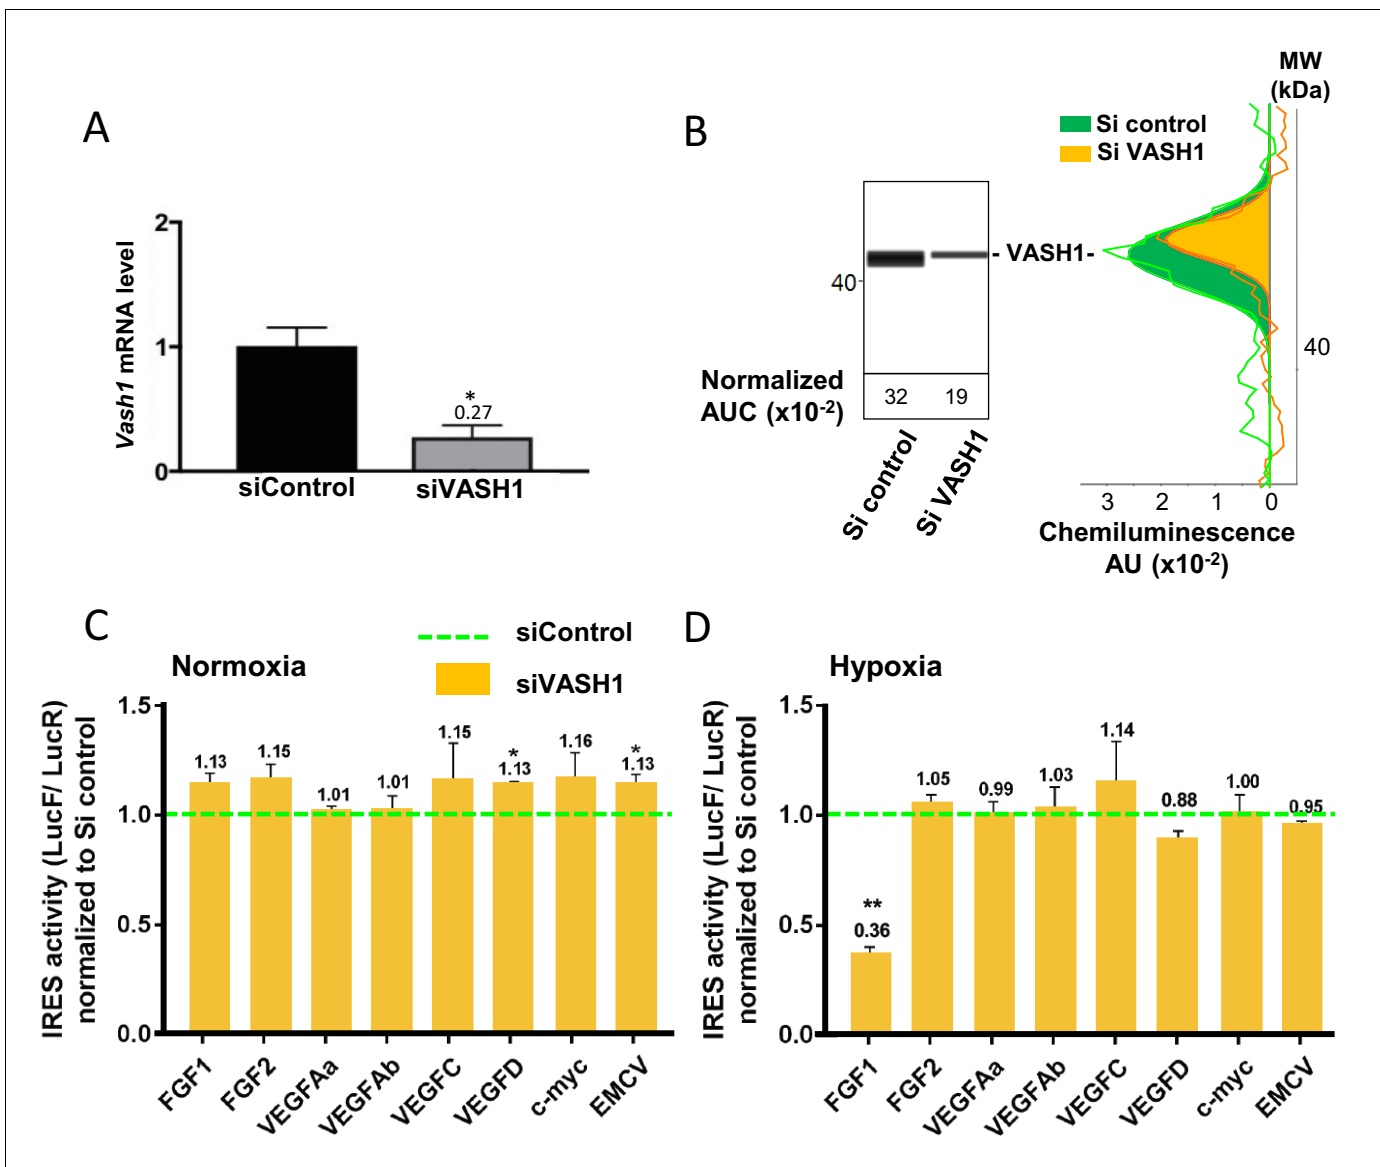 A
Vash1 mRNA level
2
1
0
*
0.27
siControl
siVASH1
B
Si control
Si VASH1
MW
(kDa)
40
- VASH1-
40
Normalized
AUC (x10-2)
32
19
Si control
Si VASH1
3
2
1
0
Chemiluminescence
AU (x10-2)
C
siControl
siVASH1
Normoxia
IRES activity (LucF/ LucR)
normalized to Si control
1.5
1.0
0.5
0.0
1.13
1.15
1.01
1.01
1.15
*
1.13
1.16
*
1.13
FGF1
FGF2
VEGFAa
VEGFAb
VEGFC
VEGFD
c-myc
EMCV
D
Hypoxia
IRES activity (LucF/ LucR)
normalized to Si control
1.5
1.0
0.5
0.0
**
0.36
1.05
0.99
1.03
1.14
0.88
1.00
0.95
FGF1
FGF2
VEGFAa
VEGFAb
VEGFC
VEGFD
c-myc
EMCV